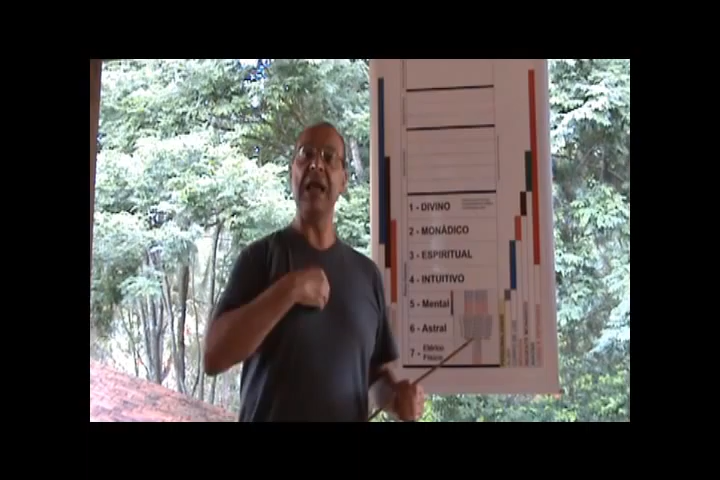 1 - DIVINO
2 - MONÁDICO
3 - ESPIRITUAL
4 - INTUITIVO
5 - Mental
6 - Astral
7 - Etérico
Físico